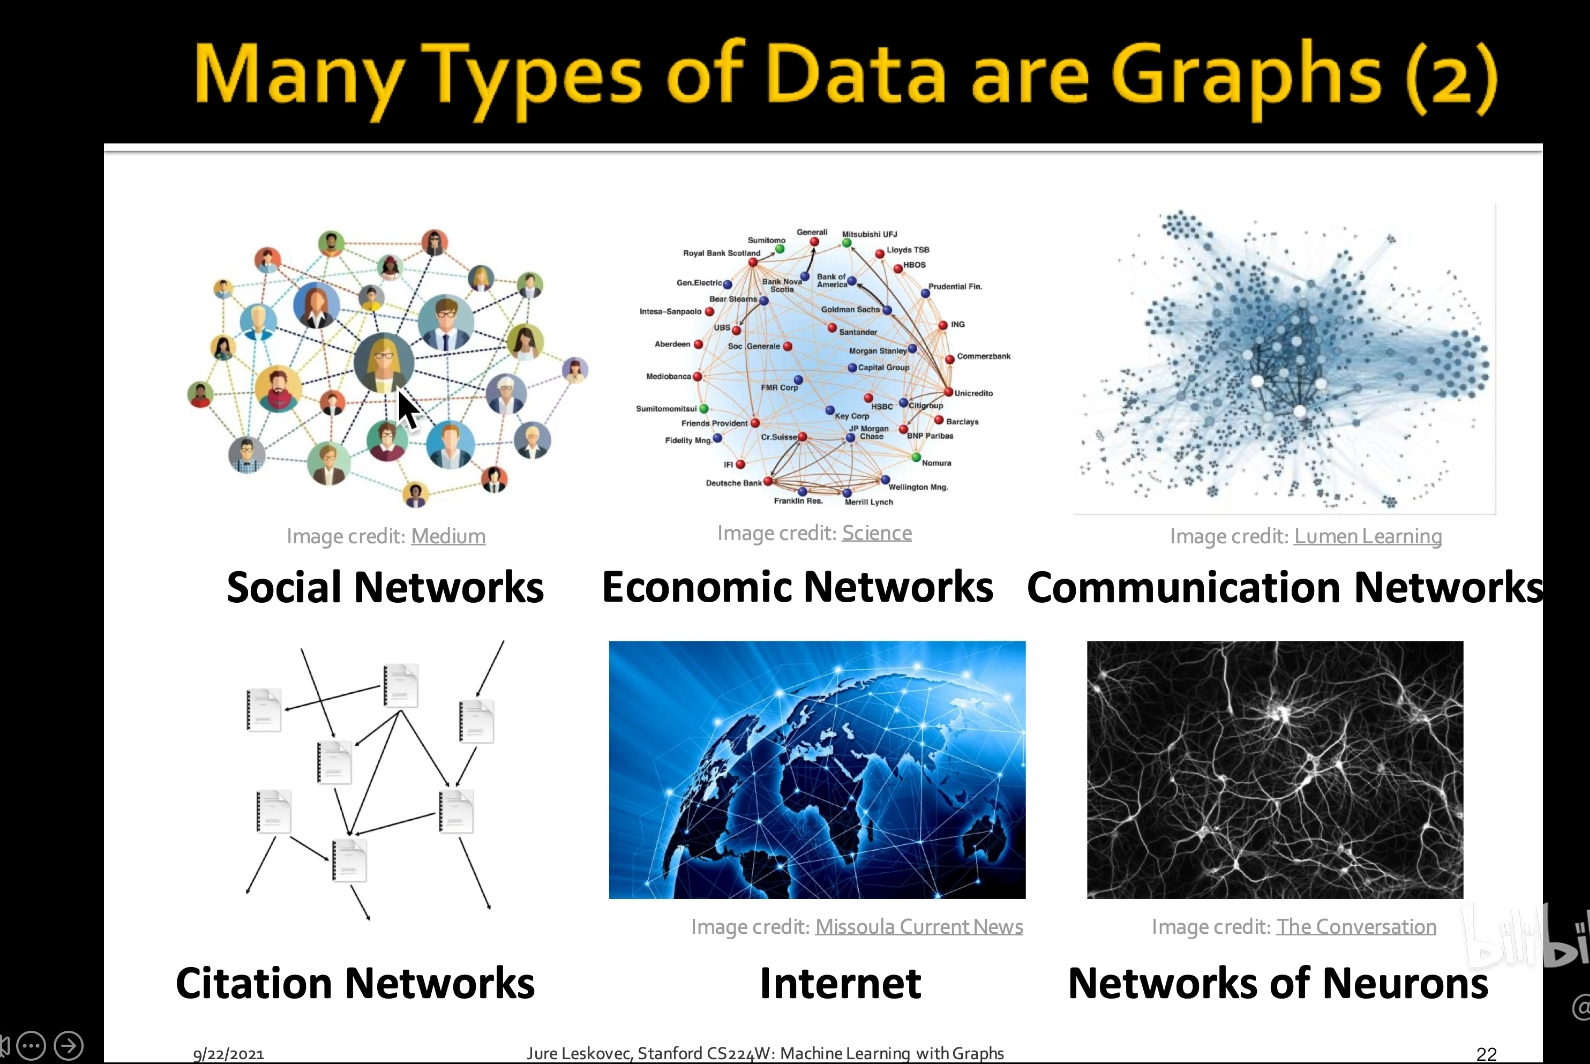 Many Types of Data are Graphs (2)
Generali
Sumitomo
Mitsubishi UFJ
Royal Bank Scotland
Lloyds TSB
HBOS
Gen.Electric
Bank Nova
Scotia
Bank of
America
Prudential Fin.
Bear Stearns
Intesa-Sanpaolo
Goldman Sachs
UBS
Santander
ING
Aberdeen
Soc .Generale
Morgan Stanley
Commerzbank
Capital Group
Mediobanca
FMR Corp
Unicredito
HSBC
Citigroup
Sumitomomitsui
Key Corp
Friends Provident
Barclays
JP Morgan
Chase
BNP Paribas
Fidelity Mng.
Cr.Suisse
IFI
Nomura
Deutsche Bank
Wellington Mng.
Franklin Res.
Merrill Lynch
Image credit: Medium
Image credit: Science
Image credit: Lumen Learning
Social Networks
Economic Networks
Communication Networks
Image credit: Missoula Current News
Image credit: The Conversation
Citation Networks
Internet
Networks of Neurons
9/22/2021
Jure Leskovec, Stanford CS224W: Machine Learning with Graphs
22